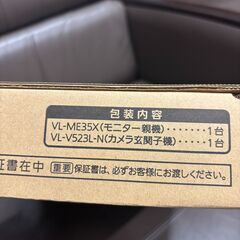 包装内容
VL-ME35X(モニター親機)・・・・・・・1台
VL-V523L-N(カメラ玄関子機)・・・・・1台
証書在中 重要 保証書は、必ずお客様にお渡しください。